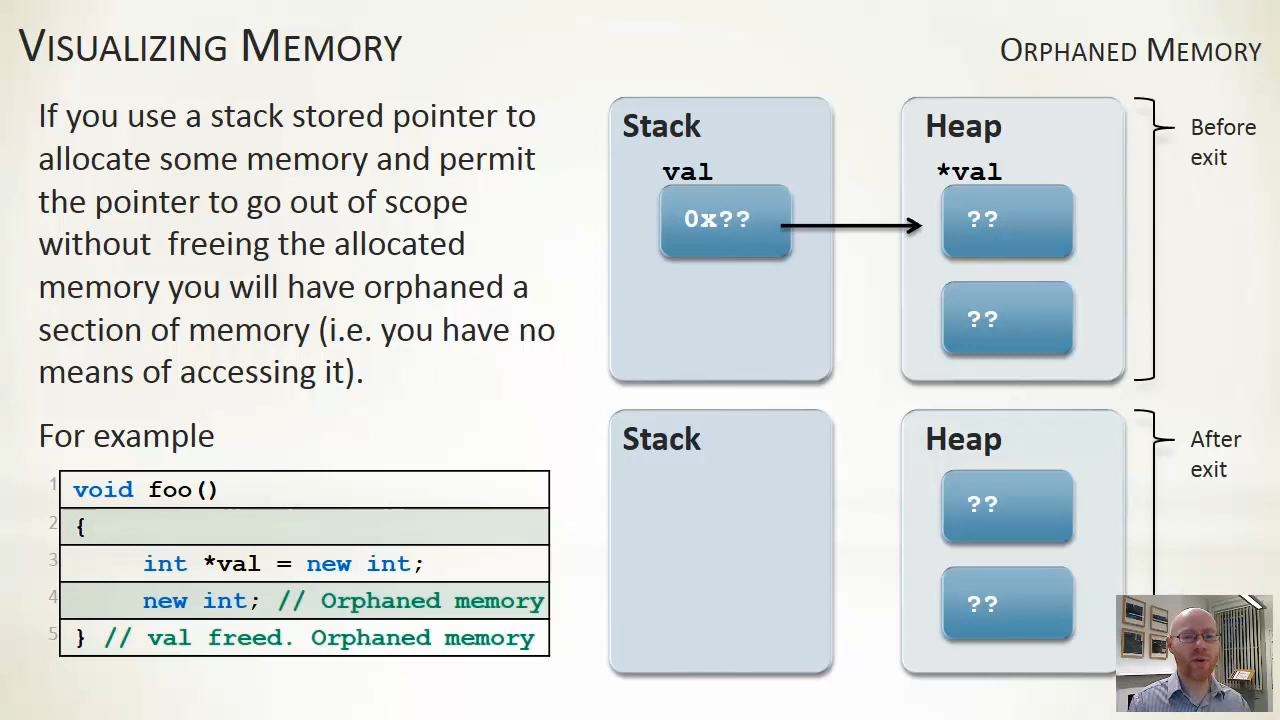 VISUALIZING MEMORY
ORPHANED MEMORY
If you use a stack stored pointer to
allocate some memory and permit
the pointer to go out of scope
without freeing the allocated
memory you will have orphaned a
section of memory (i.e. you have no
means of accessing it).
For example
1 void foo()
2 {
3 int *val = new int;
4 new int; // Orphaned memory
5 } // val freed. Orphaned memory
Stack
val
0x??
Heap
*val
??
??
Before
exit
Stack
Heap
??
??
After
exit